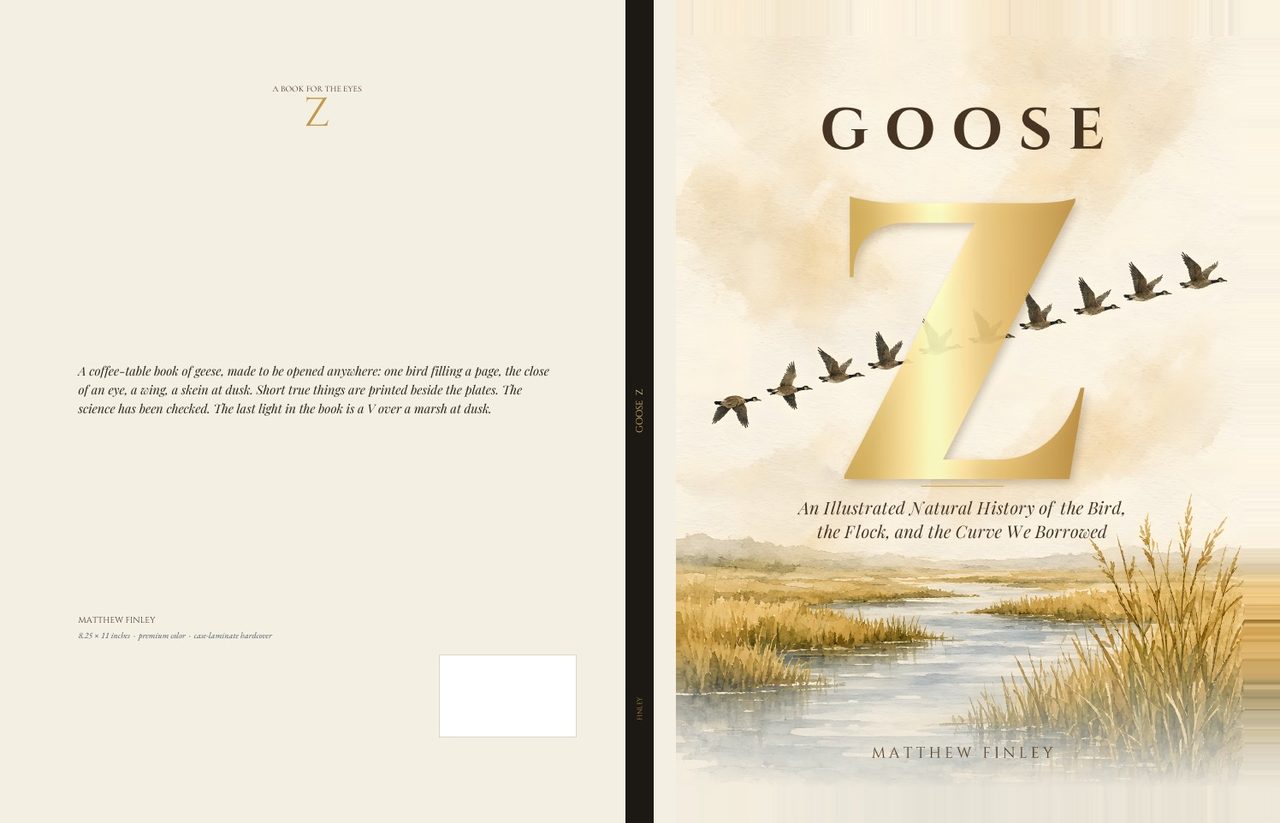 A BOOK FOR THE EYES
Z
A coffee-table book of geese, made to be opened anywhere: one bird filling a page, the close
of an eye, a wing, a skein at dusk. Short true things are printed beside the plates. The
science has been checked. The last light in the book is a V over a marsh at dusk.
MATTHEW FINLEY
8.25 × 11 inches · premium color · case-laminate hardcover
GOOSE Z
FINLEY
GOOSE
Z
An Illustrated Natural History of the Bird,
the Flock, and the Curve We Borrowed
MATTHEW FINLEY